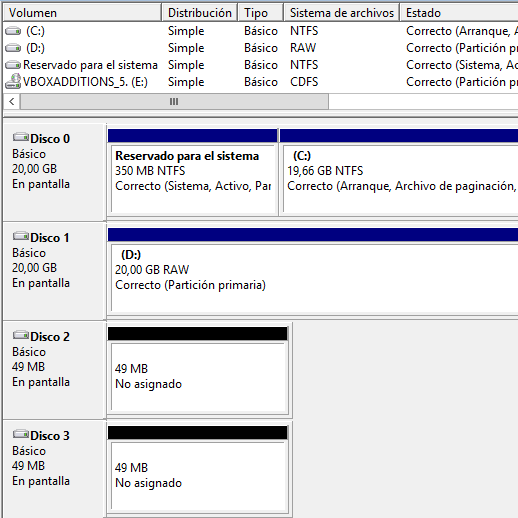 Volumen Distribución Tipo Sistema de archivos Estado
(C:) Simple Básico NTFS Correcto (Arranque, A
(D:) Simple Básico RAW Correcto (Partición pr
Reservado para el sistema Simple Básico NTFS Correcto (Sistema, Ac
VBOXADDITIONS_5. (E:) Simple Básico CDFS Correcto (Partición pr
Disco 0
Básico
20,00 GB
En pantalla
Reservado para el sistema
350 MB NTFS
Correcto (Sistema, Activo, Par
(C:)
19,66 GB NTFS
Correcto (Arranque, Archivo de paginación,
Disco 1
Básico
20,00 GB
En pantalla
(D:)
20,00 GB RAW
Correcto (Partición primaria)
Disco 2
Básico
49 MB
En pantalla
49 MB
No asignado
Disco 3
Básico
49 MB
En pantalla
49 MB
No asignado